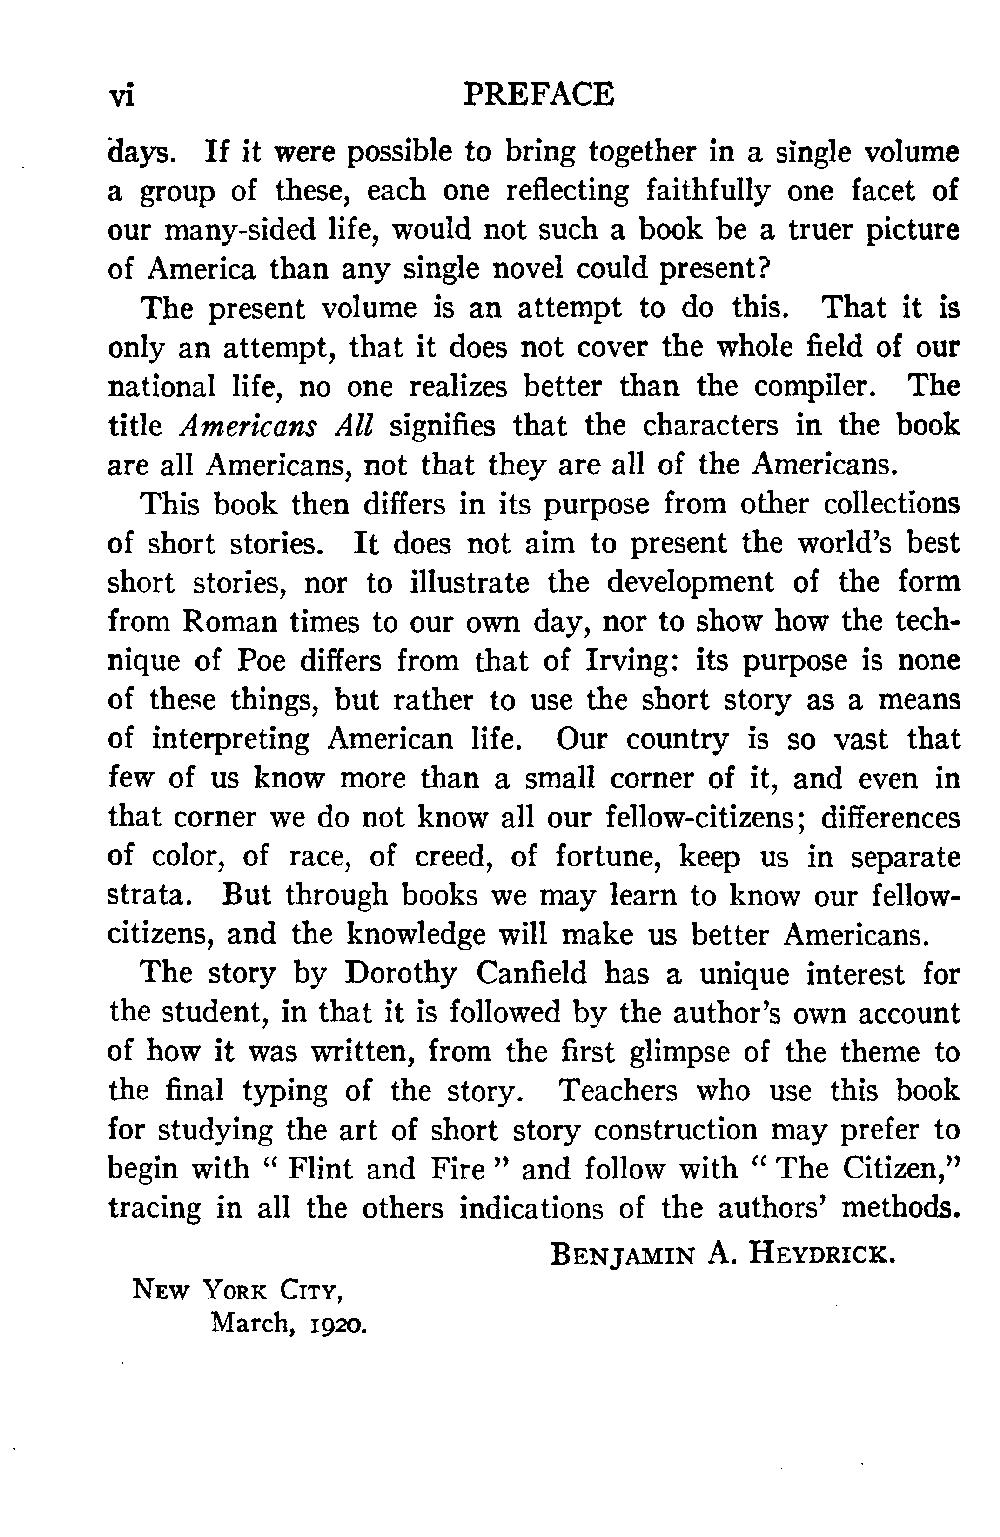 vi PREFACE
days. If it were possible to bring together in a single volume
a group of these, each one reflecting faithfully one facet of
our many-sided life, would not such a book be a truer picture
of America than any single novel could present?
The present volume is an attempt to do this. That it is
only an attempt, that it does not cover the whole field of our
national life, no one realizes better than the compiler. The
title Americans All signifies that the characters in the book
are all Americans, not that they are all of the Americans.
This book then differs in its purpose from other collections
of short stories. It does not aim to present the world's best
short stories, nor to illustrate the development of the form
from Roman times to our own day, nor to show how the tech-
nique of Poe differs from that of Irving: its purpose is none
of these things, but rather to use the short story as a means
of interpreting American life. Our country is so vast that
few of us know more than a small corner of it, and even in
that corner we do not know all our fellow-citizens; differences
of color, of race, of creed, of fortune, keep us in separate
strata. But through books we may learn to know our fellow-
citizens, and the knowledge will make us better Americans.
The story by Dorothy Canfield has a unique interest for
the student, in that it is followed by the author's own account
of how it was written, from the first glimpse of the theme to
the final typing of the story. Teachers who use this book
for studying the art of short story construction may prefer to
begin with “ Flint and Fire ” and follow with “ The Citizen,”
tracing in all the others indications of the authors' methods.
BENJAMIN A. HEYDRICK.
NEW YORK CITY,
March, 1920.